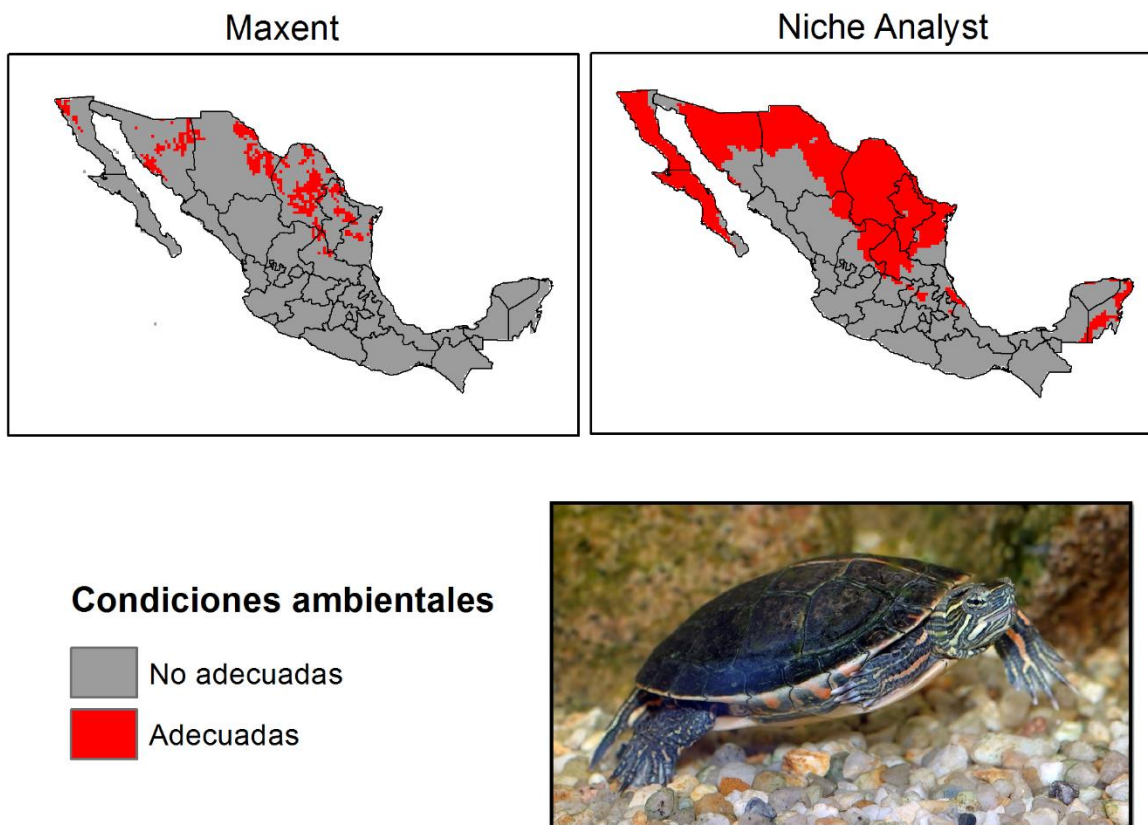 Maxent
Niche Analyst
Condiciones ambientales
No adecuadas
Adecuadas